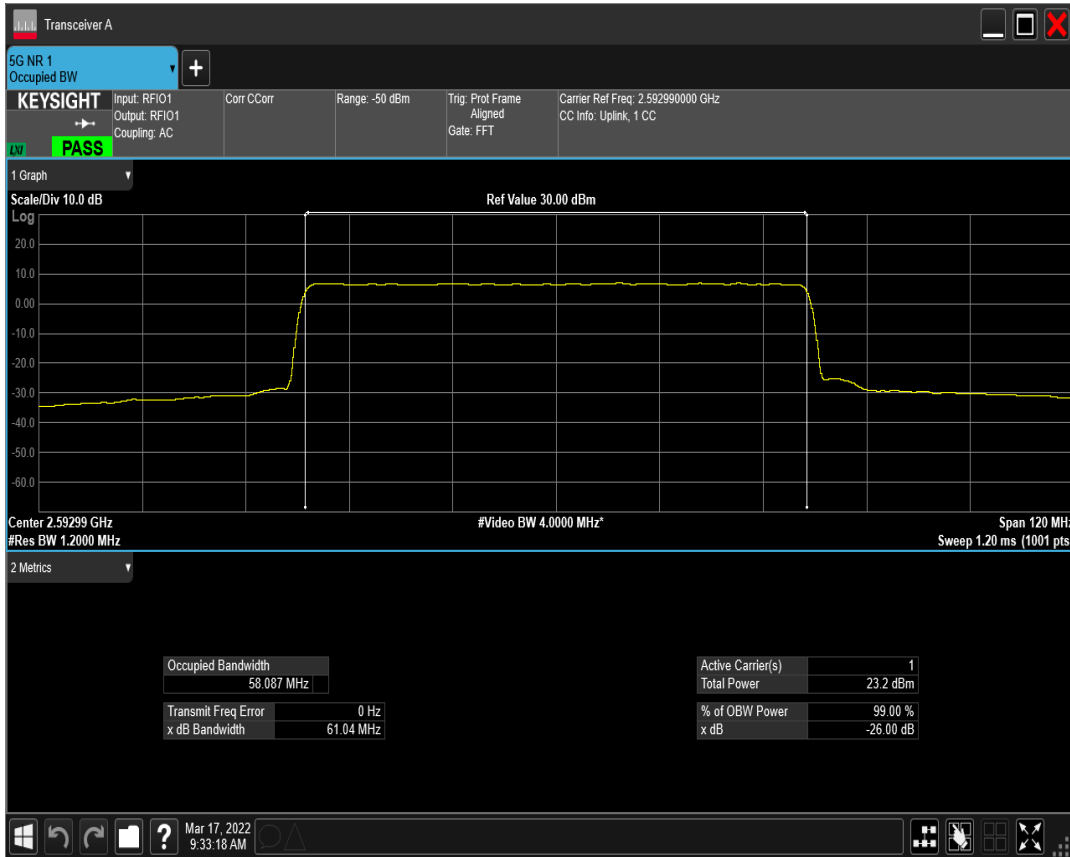 Transceiver A
5G NR 1
Occupied BW
KEYSIGHT
LXI
PASS
Input: RFIO1
Output: RFIO1
Coupling: AC
Corr CCorr
Range: -50 dBm
Trig: Prot Frame
Aligned
Gate: FFT
Carrier Ref Freq: 2.592990000 GHz
CC Info: Uplink, 1 CC
1 Graph
Scale/Div 10.0 dB
Ref Value 30.00 dBm
Log
20.0
10.0
0.00
-10.0
-20.0
-30.0
-40.0
-50.0
-60.0
Center 2.59299 GHz
#Video BW 4.0000 MHz*
Span 120 MHz
#Res BW 1.2000 MHz
Sweep 1.20 ms (1001 pts
2 Metrics
Occupied Bandwidth
58.087 MHz
Transmit Freq Error 0 Hz
x dB Bandwidth 61.04 MHz
Active Carrier(s) 1
Total Power 23.2 dBm
% of OBW Power 99.00 %
x dB -26.00 dB
?
Mar 17, 2022
9:33:18 AM